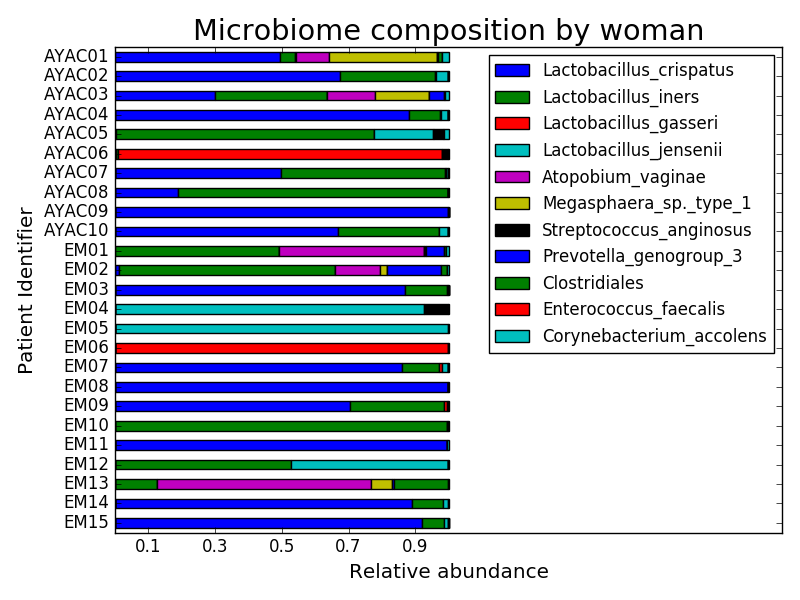 Microbiome composition by woman
Patient Identifier
AYAC01
AYAC02
AYAC03
AYAC04
AYAC05
AYAC06
AYAC07
AYAC08
AYAC09
AYAC10
EM01
EM02
EM03
EM04
EM05
EM06
EM07
EM08
EM09
EM10
EM11
EM12
EM13
EM14
EM15
Lactobacillus_crispatus
Lactobacillus_iners
Lactobacillus_gasseri
Lactobacillus_jensenii
Atopobium_vaginae
Megasphaera_sp._type_1
Streptococcus_anginosus
Prevotella_genogroup_3
Clostridiales
Enterococcus_faecalis
Corynebacterium_accolens
0.1 0.3 0.5 0.7 0.9
Relative abundance